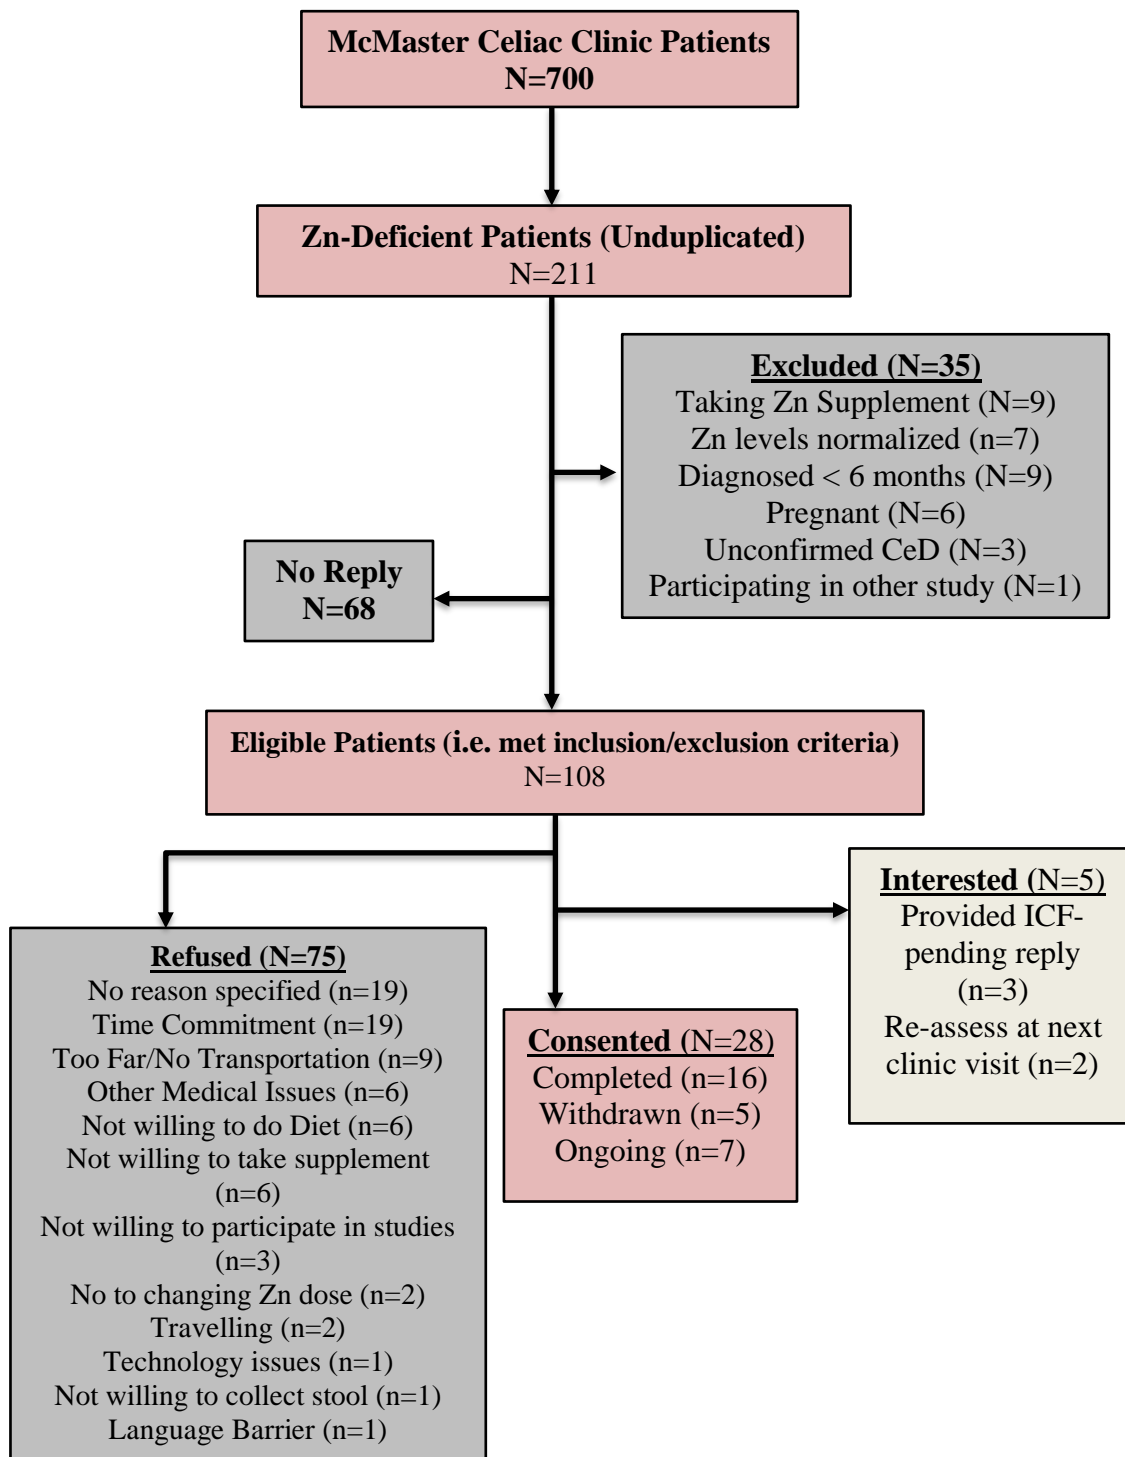 McMaster Celiac Clinic Patients
N=700
Zn-Deficient Patients (Unduplicated)
N=211
Excluded (N=35)
Taking Zn Supplement (N=9)
Zn levels normalized (n=7)
Diagnosed < 6 months (N=9)
Pregnant (N=6)
Unconfirmed CeD (N=3)
Participating in other study (N=1)
No Reply
N=68
Eligible Patients (i.e. met inclusion/exclusion criteria)
N=108
Refused (N=75)
No reason specified (n=19)
Time Commitment (n=19)
Too Far/No Transportation (n=9)
Other Medical Issues (n=6)
Not willing to do Diet (n=6)
Not willing to take supplement
(n=6)
Not willing to participate in studies
(n=3)
No to changing Zn dose (n=2)
Travelling (n=2)
Technology issues (n=1)
Not willing to collect stool (n=1)
Language Barrier (n=1)
Consented (N=28)
Completed (n=16)
Withdrawn (n=5)
Ongoing (n=7)
Interested (N=5)
Provided ICF-
pending reply
(n=3)
Re-assess at next
clinic visit (n=2)